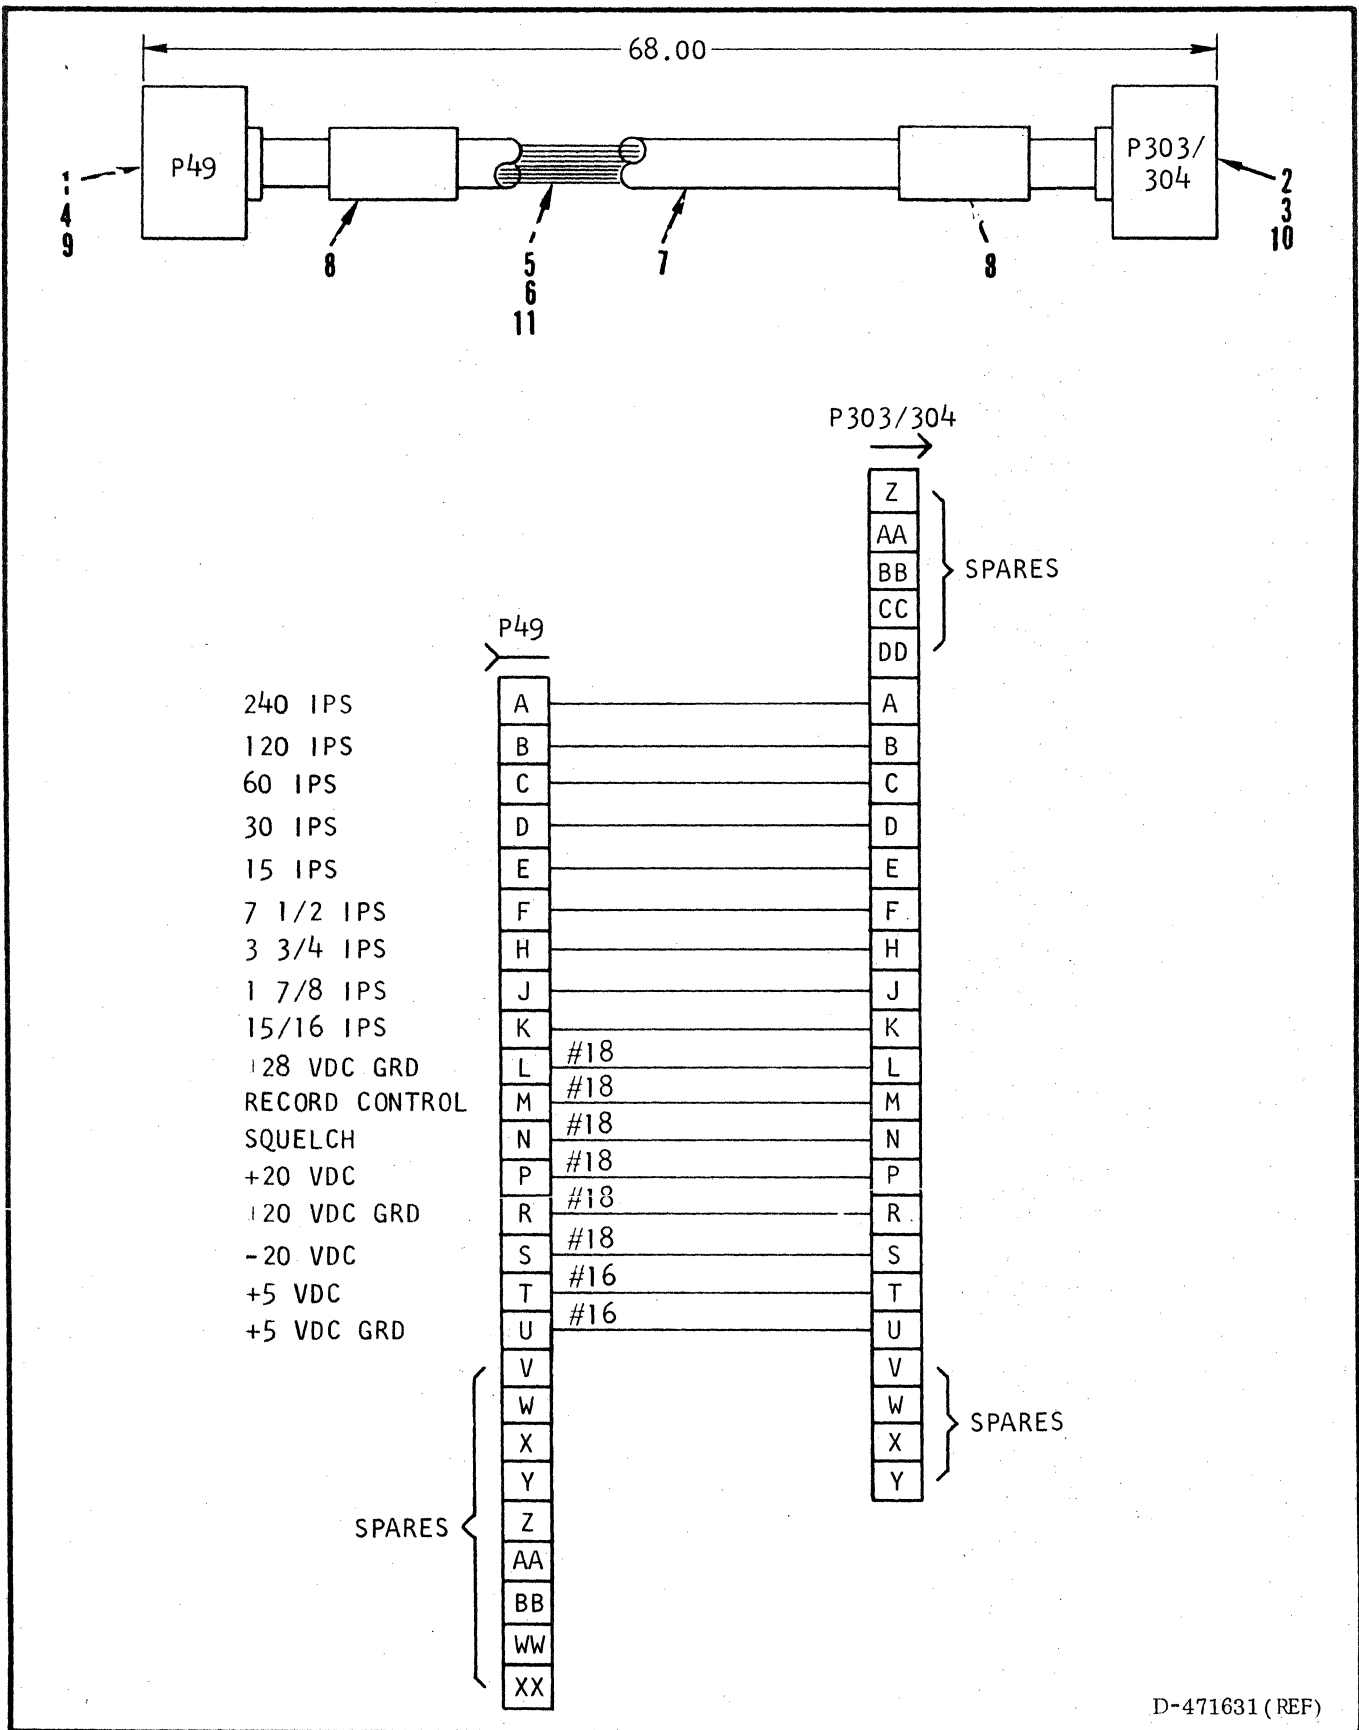 68.00
P49
P303/
304
1
4
9
8
5
6
11
7
8
2
3
10
P303/304
Z
AA
BB
CC
DD
SPARES
P49
240 IPS A A
120 IPS B B
60 IPS C C
30 IPS D D
15 IPS E E
7 1/2 IPS F F
3 3/4 IPS H H
1 7/8 IPS J J
15/16 IPS K K
+28 VDC GRD L #18 L
RECORD CONTROL M #18 M
SQUELCH N #18 N
+20 VDC P #18 P
+20 VDC GRD R #18 R
-20 VDC S #18 S
+5 VDC T #16 T
+5 VDC GRD U #16 U
V V
W W
X X
Y Y
SPARES
Z
AA
BB
WW
XX
SPARES
D-471631 (REF)